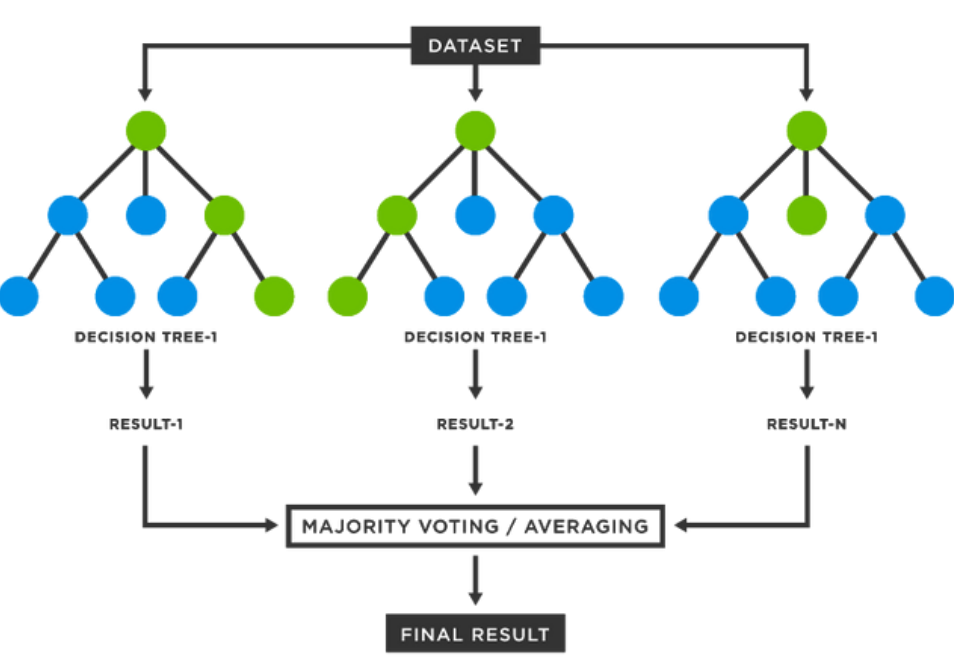 DATASET
DECISION TREE-1
DECISION TREE-1
DECISION TREE-1
RESULT-1
RESULT-2
RESULT-N
MAJORITY VOTING / AVERAGING
FINAL RESULT